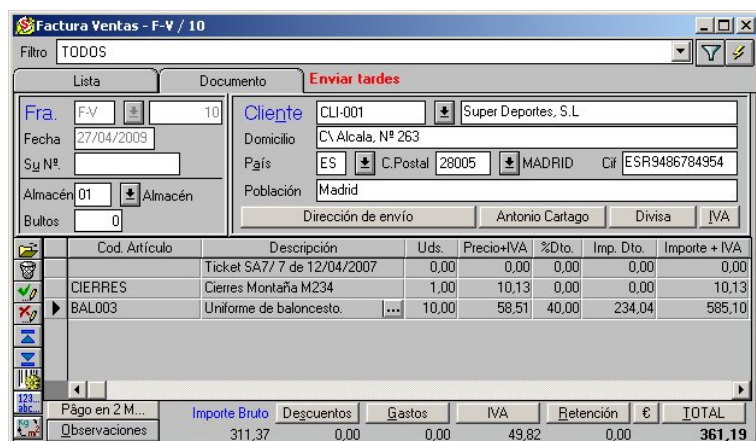 Factura Ventas - F-V / 10
Filtro TODOS
Lista Documento Enviar tardes
Fra. F-V 10
Fecha 27/04/2009
Su Nº.
Almacén 01 Almacén
Bultos 0
Cliente CLI-001 Super Deportes, S.L
Domicilio C\ Alcala, Nº 263
País ES C.Postal 28005 MADRID Cif ESR9486784954
Población Madrid
Dirección de envío Antonio Cartago Divisa IVA
Cod. Artículo Descripción Uds. Precio+IVA %Dto. Imp. Dto. Importe + IVA
Ticket SA7/ 7 de 12/04/2007 0,00 0,00 0,00 0,00 0,00
CIERRES Cierres Montaña M234 1,00 10,13 0,00 0,00 10,13
BAL003 Uniforme de baloncesto. ... 10,00 58,51 40,00 234,04 585,10
123...
abc...
Pâgo en 2 M... Importe Bruto Descuentos Gastos IVA Retención € TOTAL
Observaciones 311,37 0,00 0,00 49,82 0,00 361,19